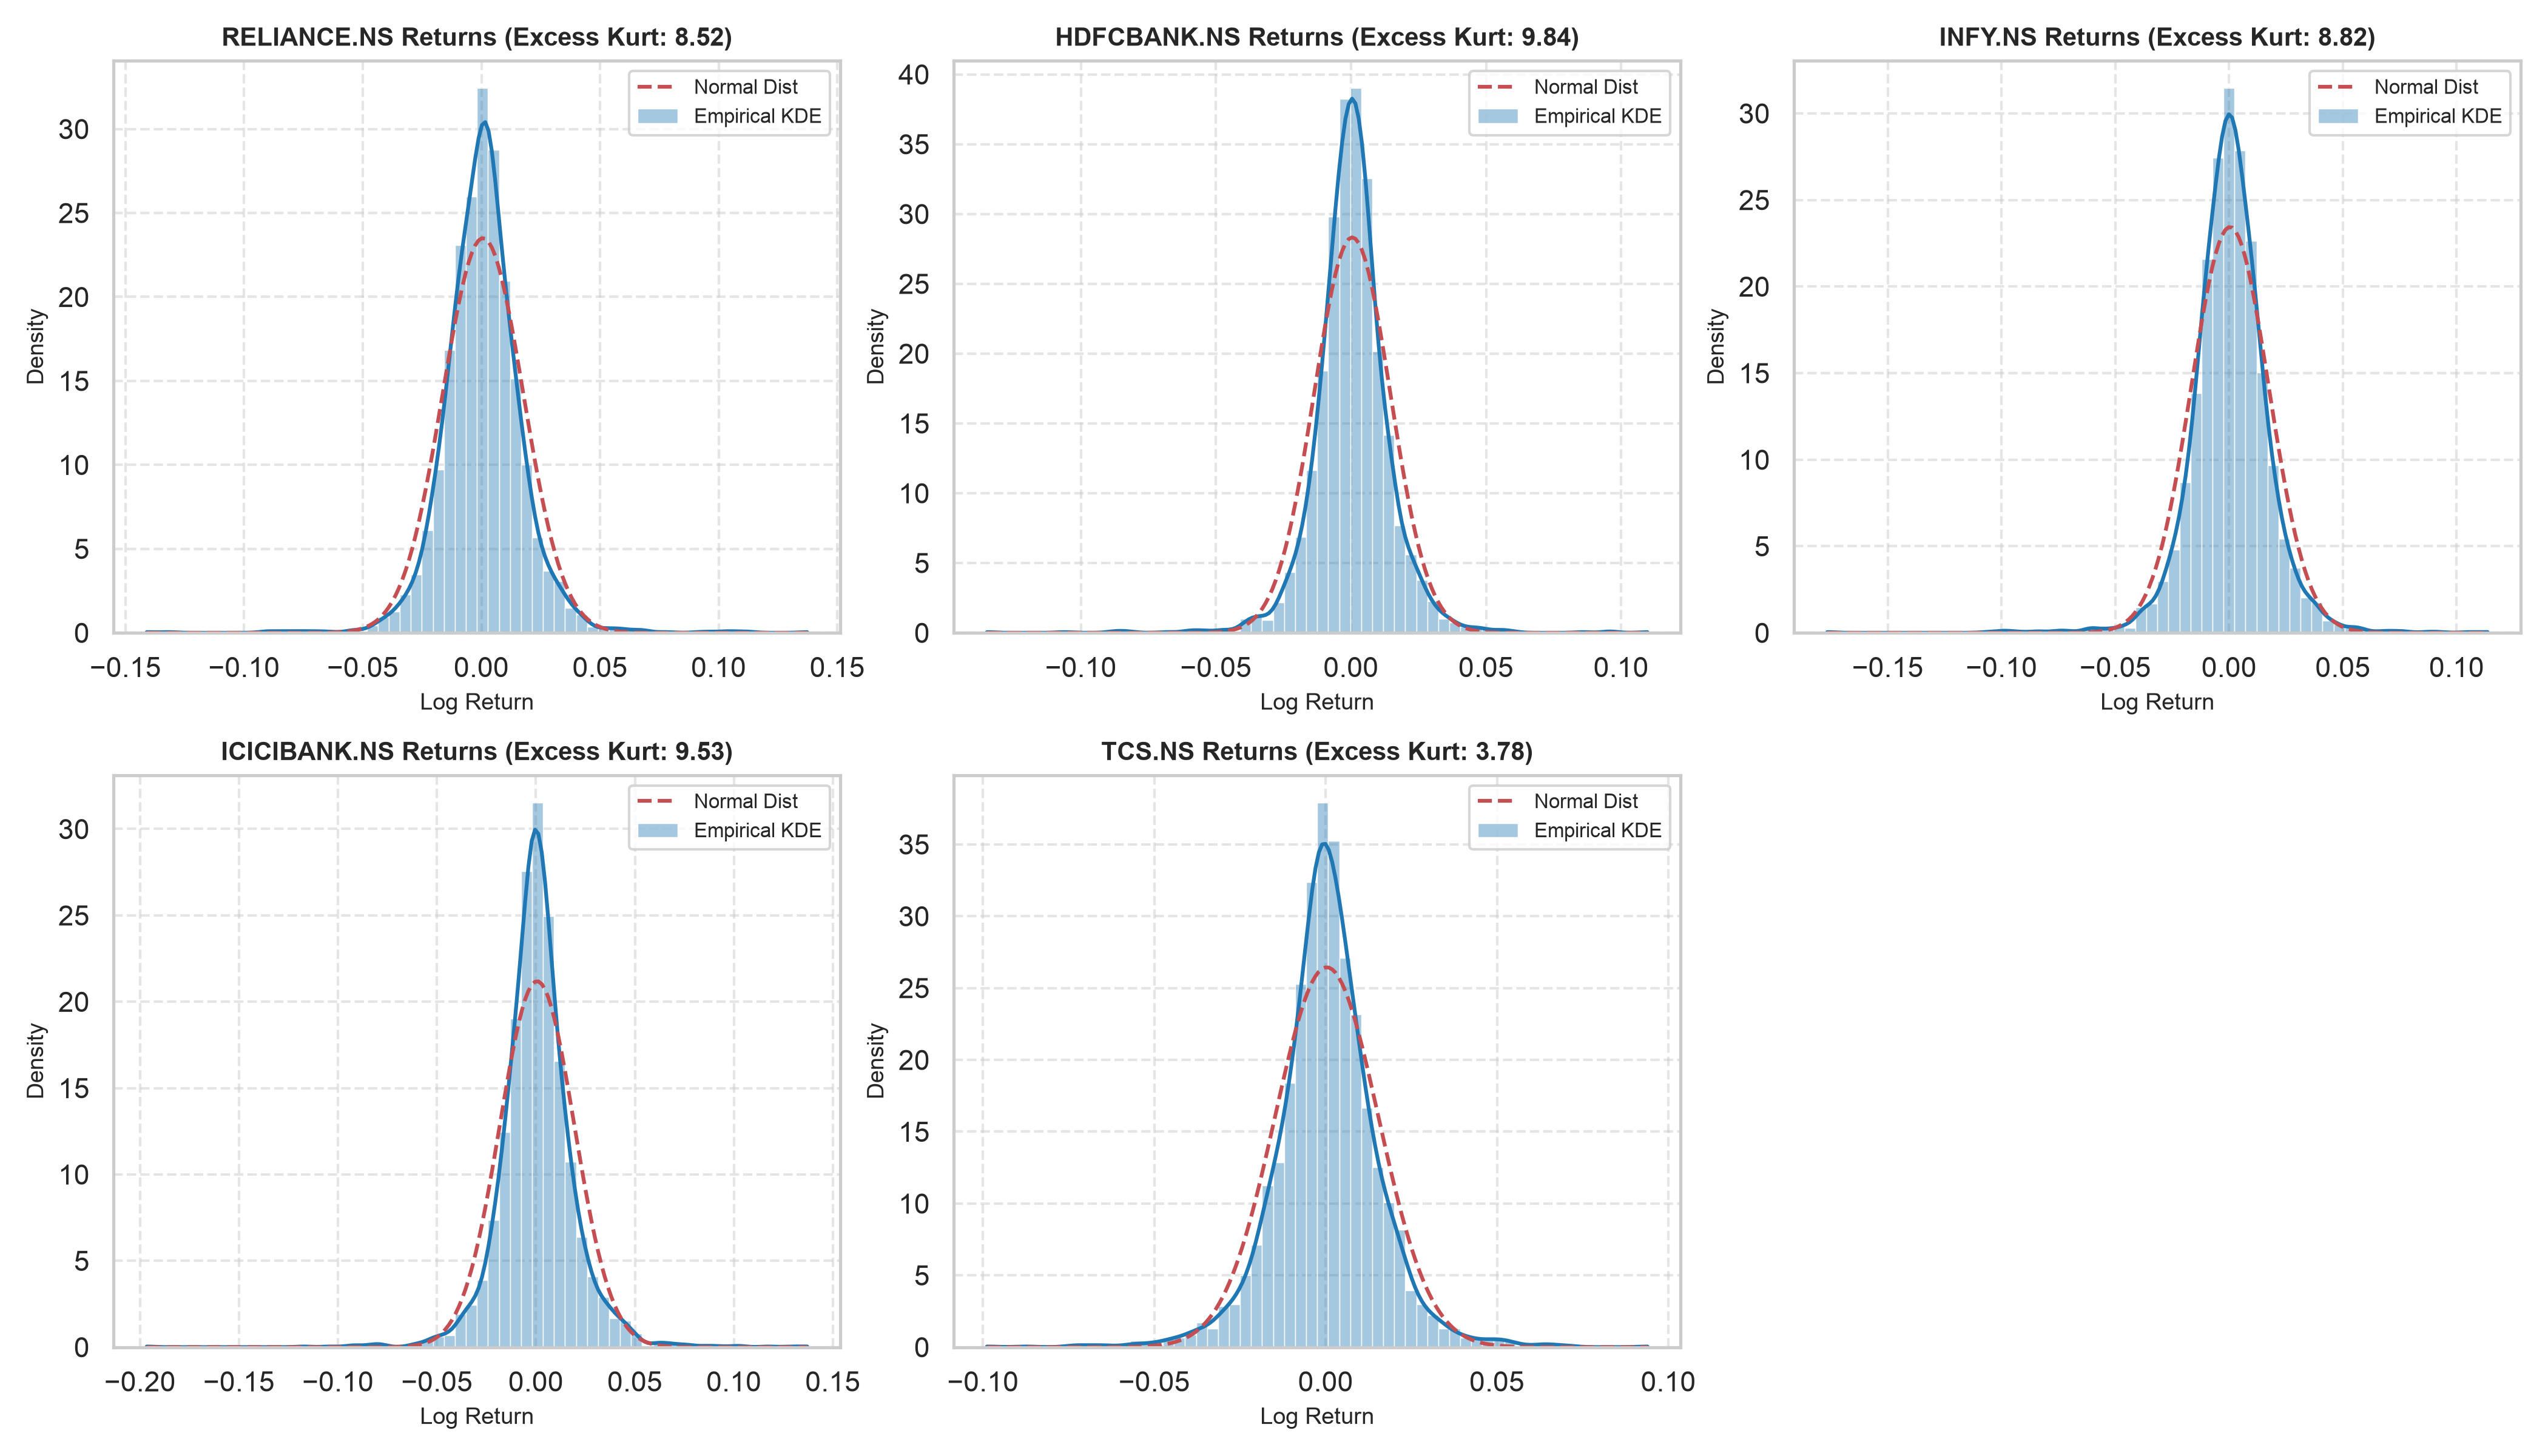 RELIANCE.NS Returns (Excess Kurt: 8.52)
Normal Dist
Empirical KDE
30
25
20
15
10
5
0
Density
−0.15 −0.10 −0.05 0.00 0.05 0.10 0.15
Log Return
HDFCBANK.NS Returns (Excess Kurt: 9.84)
Normal Dist
Empirical KDE
40
35
30
25
20
15
10
5
0
Density
−0.10 −0.05 0.00 0.05 0.10
Log Return
INFY.NS Returns (Excess Kurt: 8.82)
Normal Dist
Empirical KDE
30
25
20
15
10
5
0
Density
−0.15 −0.10 −0.05 0.00 0.05 0.10
Log Return
ICICIBANK.NS Returns (Excess Kurt: 9.53)
Normal Dist
Empirical KDE
30
25
20
15
10
5
0
Density
−0.20 −0.15 −0.10 −0.05 0.00 0.05 0.10 0.15
Log Return
TCS.NS Returns (Excess Kurt: 3.78)
Normal Dist
Empirical KDE
35
30
25
20
15
10
5
0
Density
−0.10 −0.05 0.00 0.05 0.10
Log Return